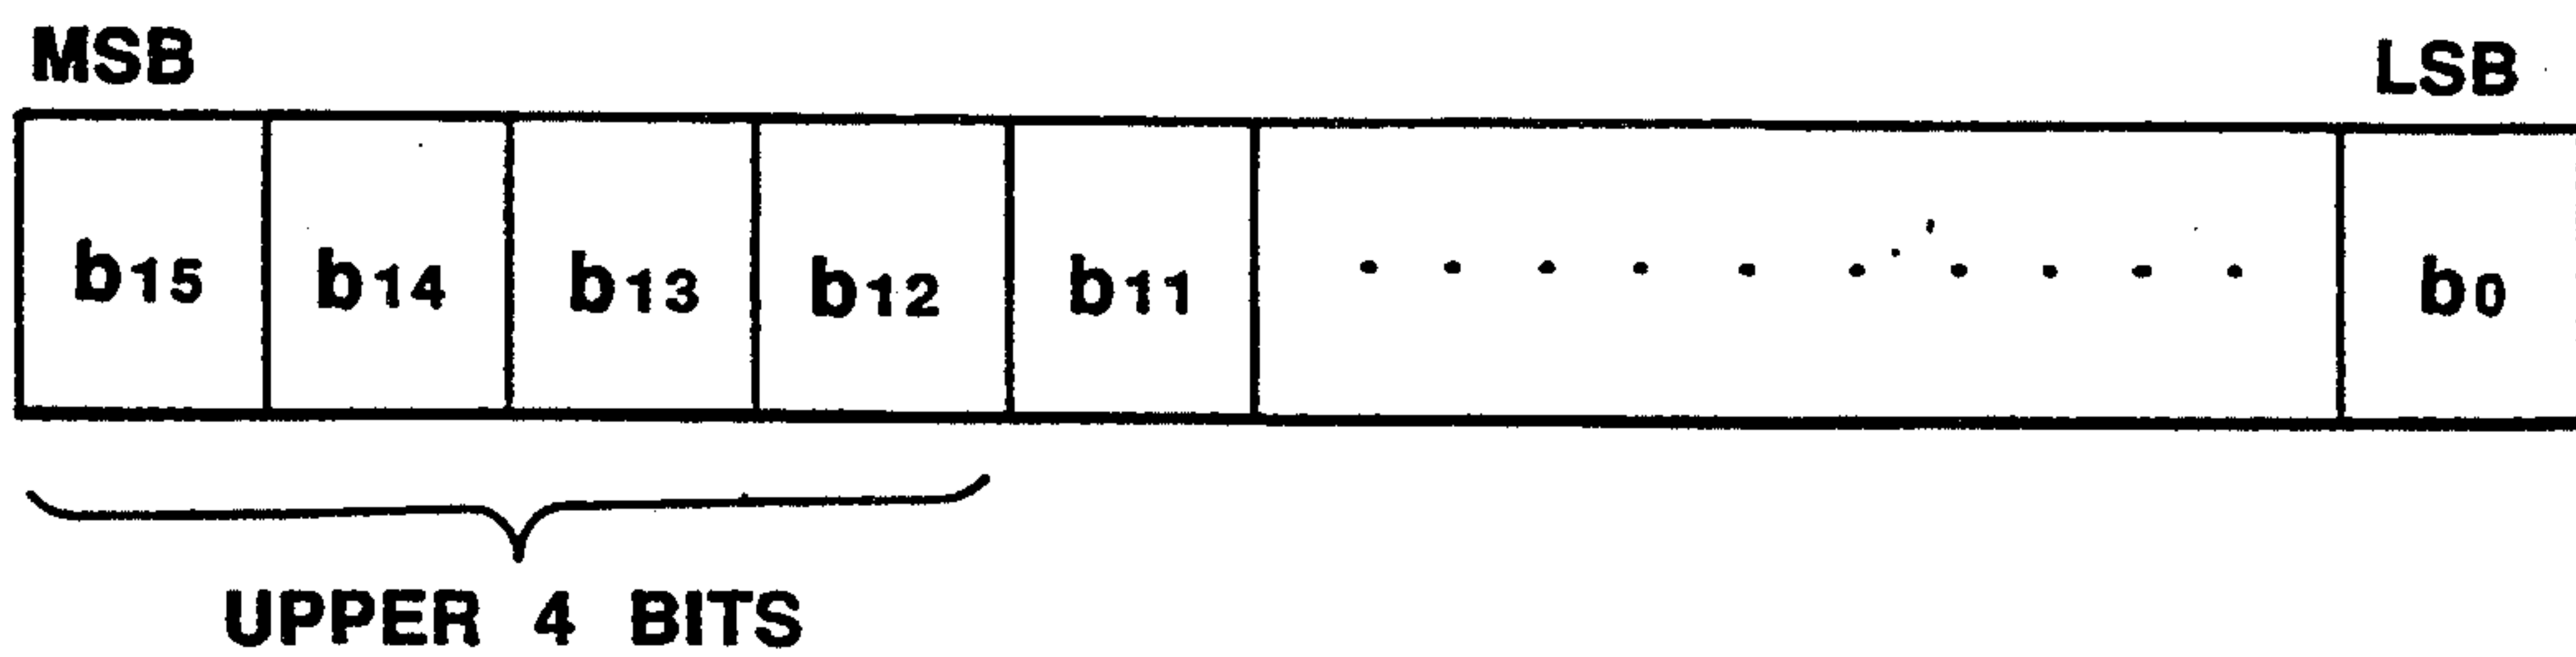 MSB LSB
b15 b14 b13 b12 b11 . . . . . . . . . . b0
UPPER 4 BITS